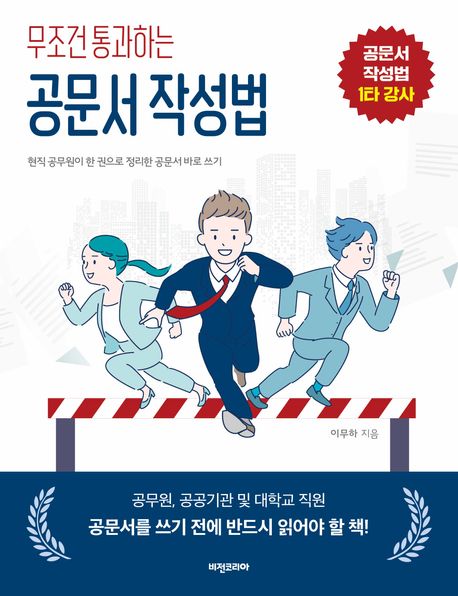 무조건 통과하는
공문서 작성법
공문서
작성법
1타 강사
현직 공무원이 한 권으로 정리한 공문서 바로 쓰기
이무하 지음
공무원, 공공기관 및 대학교 직원
공문서를 쓰기 전에 반드시 읽어야 할 책!
비전코리아